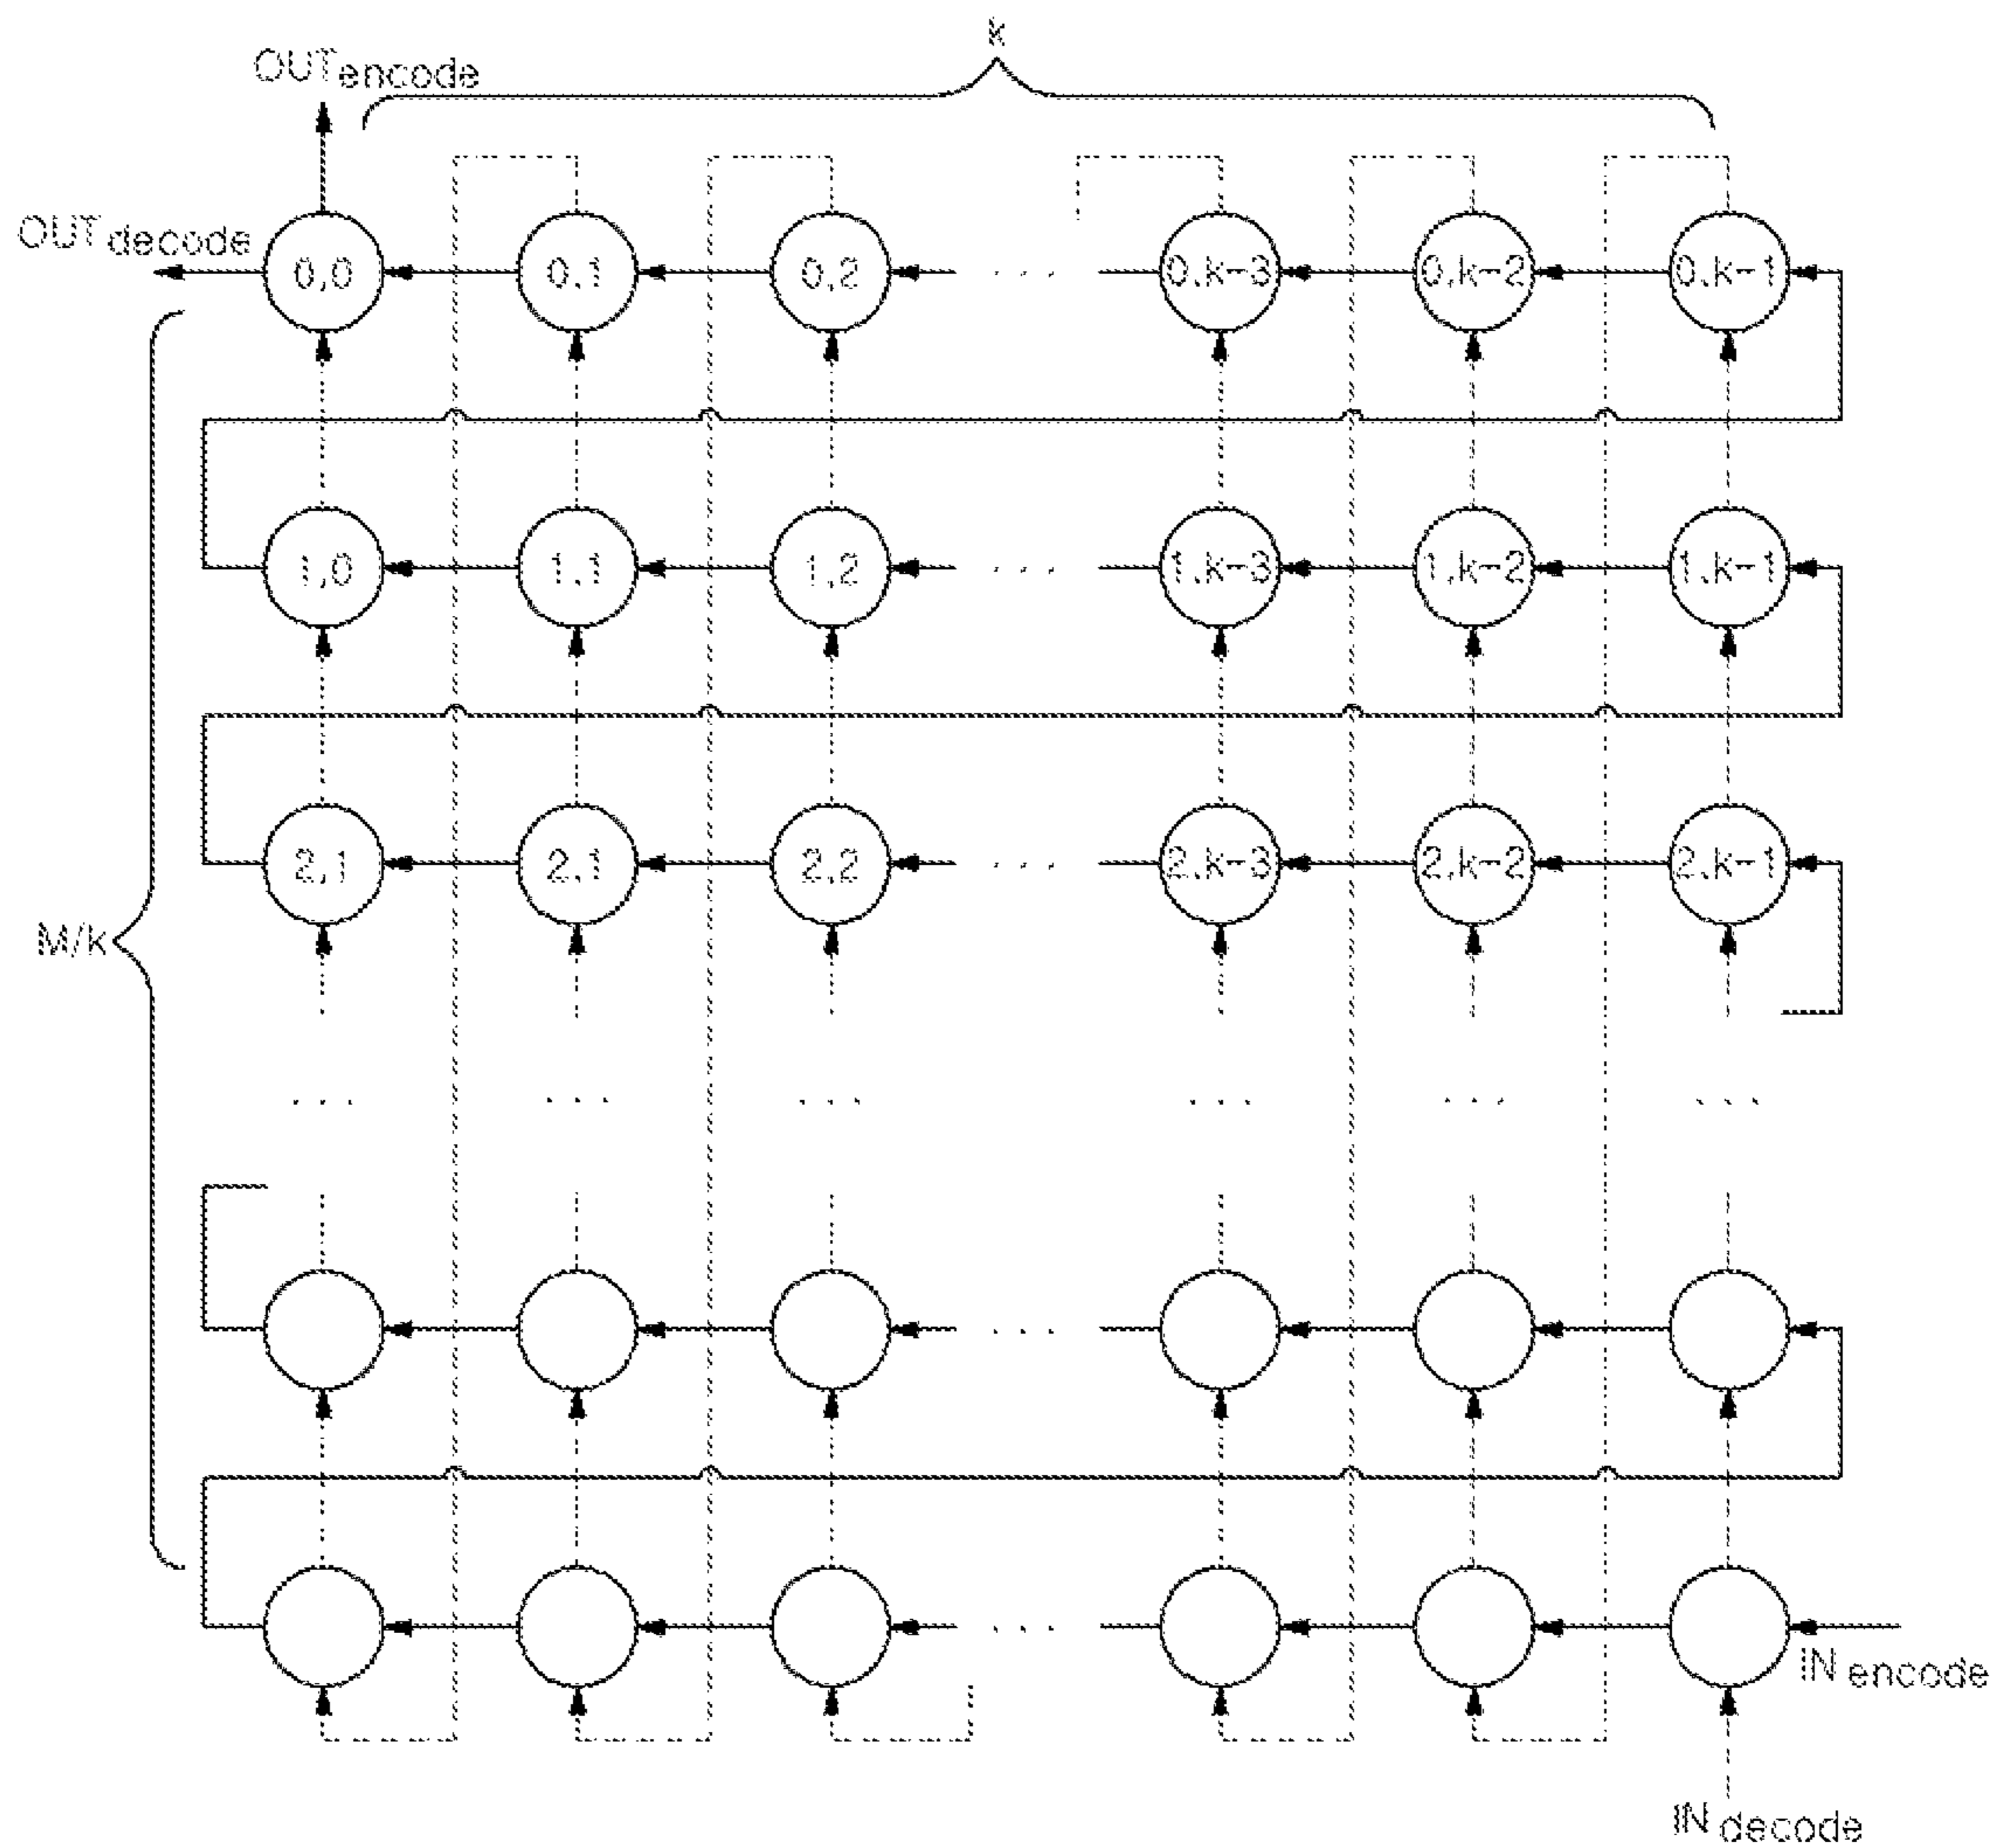 k
OUTencode
OUTdecode
0,0 0,1 0,2 ... 0,k-3 0,k-2 0,k-1
1,0 1,1 1,2 ... 1,k-3 1,k-2 1,k-1
2,1 2,1 2,2 ... 2,k-3 2,k-2 2,k-1
M/k
... ... ... ... ... ...
...
...
INencode
INdecode